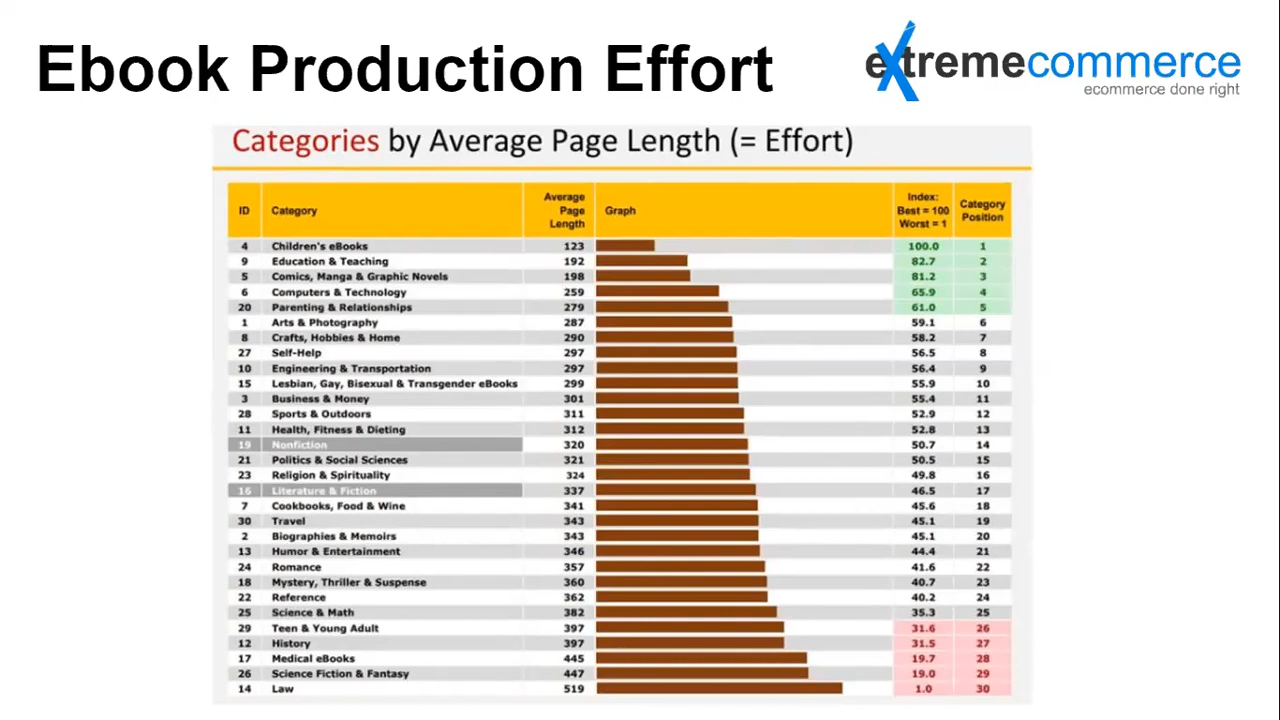 Ebook Production Effort
extremecommerce
ecommerce done right
Categories by Average Page Length (= Effort)
ID Category Average Page Length Graph Index: Best = 100 Worst = 1 Category Position
4 Children's eBooks 123 100.0 1
9 Education & Teaching 192 82.7 2
5 Comics, Manga & Graphic Novels 198 81.2 3
6 Computers & Technology 259 65.9 4
20 Parenting & Relationships 279 61.0 5
1 Arts & Photography 287 59.1 6
8 Crafts, Hobbies & Home 290 58.2 7
27 Self-Help 297 56.5 8
10 Engineering & Transportation 297 56.4 9
15 Lesbian, Gay, Bisexual & Transgender eBooks 299 55.9 10
3 Business & Money 301 55.4 11
28 Sports & Outdoors 311 52.9 12
11 Health, Fitness & Dieting 312 52.8 13
19 Nonfiction 320 50.7 14
21 Politics & Social Sciences 321 50.5 15
23 Religion & Spirituality 324 49.8 16
16 Literature & Fiction 337 46.5 17
7 Cookbooks, Food & Wine 341 45.6 18
30 Travel 343 45.1 19
2 Biographies & Memoirs 343 45.1 20
13 Humor & Entertainment 346 44.4 21
24 Romance 357 41.6 22
18 Mystery, Thriller & Suspense 360 40.7 23
22 Reference 362 40.2 24
25 Science & Math 382 35.3 25
29 Teen & Young Adult 397 31.6 26
12 History 397 31.5 27
17 Medical eBooks 445 19.7 28
26 Science Fiction & Fantasy 447 19.0 29
14 Law 519 1.0 30